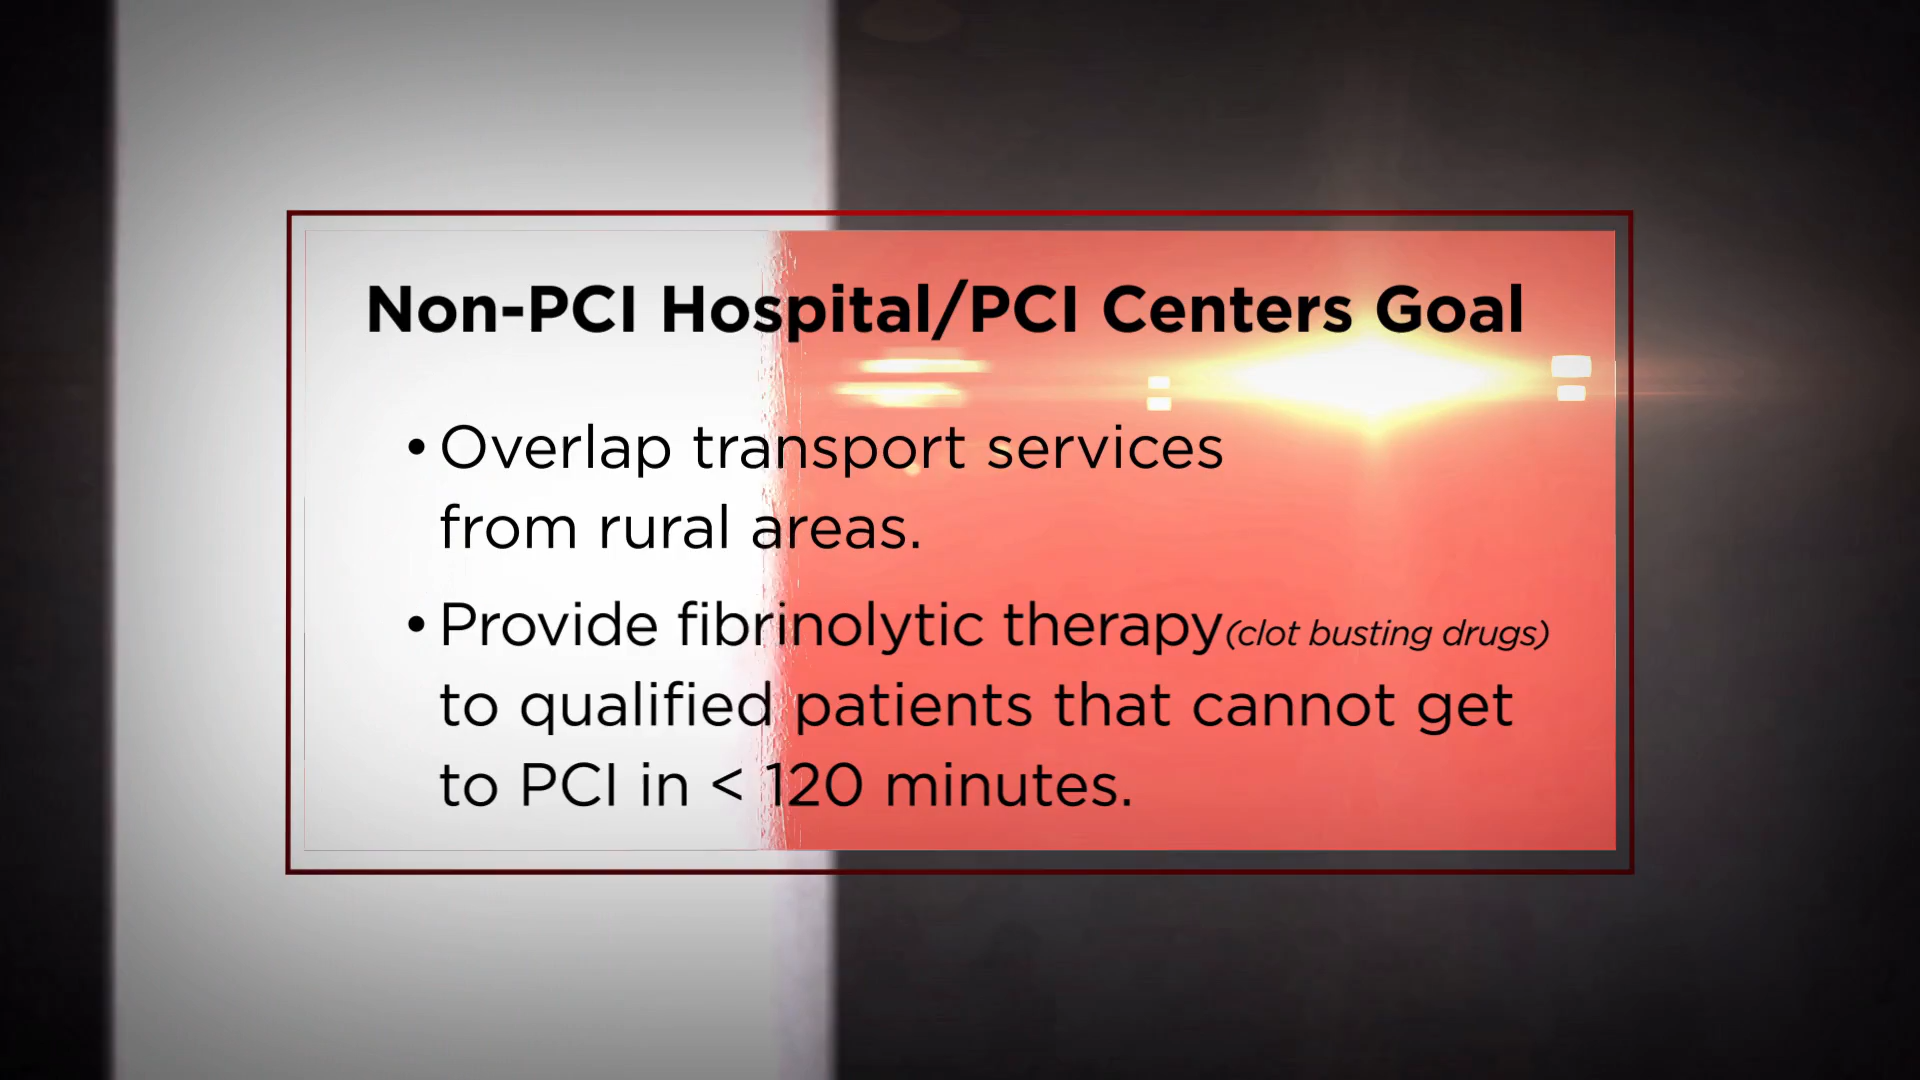 Non-PCI Hospital/PCI Centers Goal
• Overlap transport services
from rural areas.
• Provide fibrinolytic therapy (clot busting drugs)
to qualified patients that cannot get
to PCI in < 120 minutes.